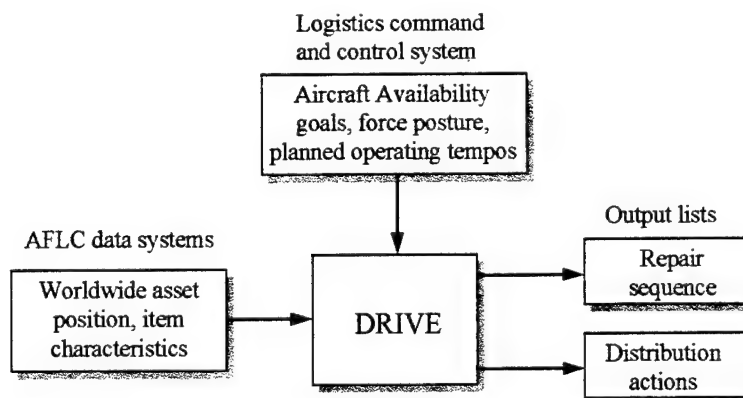 Logistics command
and control system
Aircraft Availability
goals, force posture,
planned operating tempos
AFLC data systems
Worldwide asset
position, item
characteristics
DRIVE
Output lists
Repair
sequence
Distribution
actions